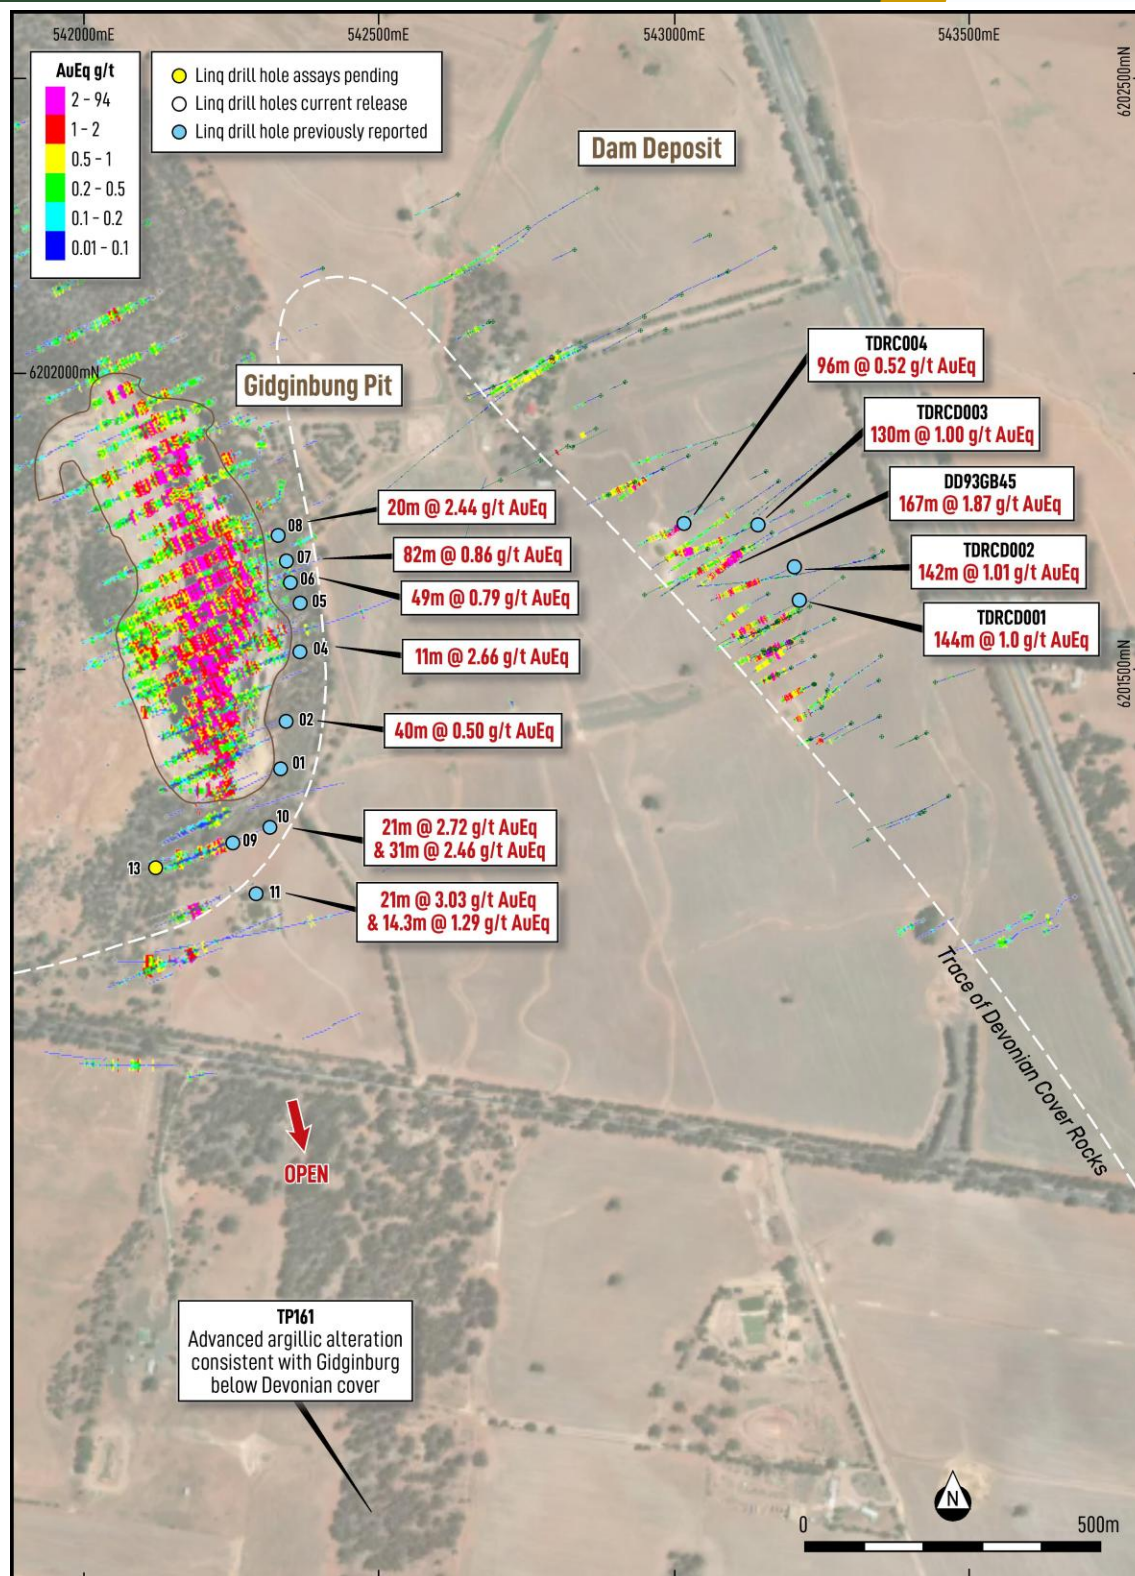 542000mE
542500mE
543000mE
543500mE
6202500mN
AuEq g/t
2 - 94
1 - 2
0.5 - 1
0.2 - 0.5
0.1 - 0.2
0.01 - 0.1
Linq drill hole assays pending
Linq drill holes current release
Linq drill hole previously reported
Dam Deposit
6202000mN
Gidginbung Pit
TDRC004
96m @ 0.52 g/t AuEq
TDRCD003
130m @ 1.00 g/t AuEq
DD93GB45
167m @ 1.87 g/t AuEq
TDRCD002
142m @ 1.01 g/t AuEq
TDRCD001
144m @ 1.0 g/t AuEq
6201500mN
08
20m @ 2.44 g/t AuEq
07
82m @ 0.86 g/t AuEq
06
49m @ 0.79 g/t AuEq
05
04
11m @ 2.66 g/t AuEq
02
40m @ 0.50 g/t AuEq
01
10
21m @ 2.72 g/t AuEq
& 31m @ 2.46 g/t AuEq
09
13
11
21m @ 3.03 g/t AuEq
& 14.3m @ 1.29 g/t AuEq
Trace of Devonian Cover Rocks
OPEN
TP161
Advanced argillic alteration
consistent with Gidginburg
below Devonian cover
N
0
500m